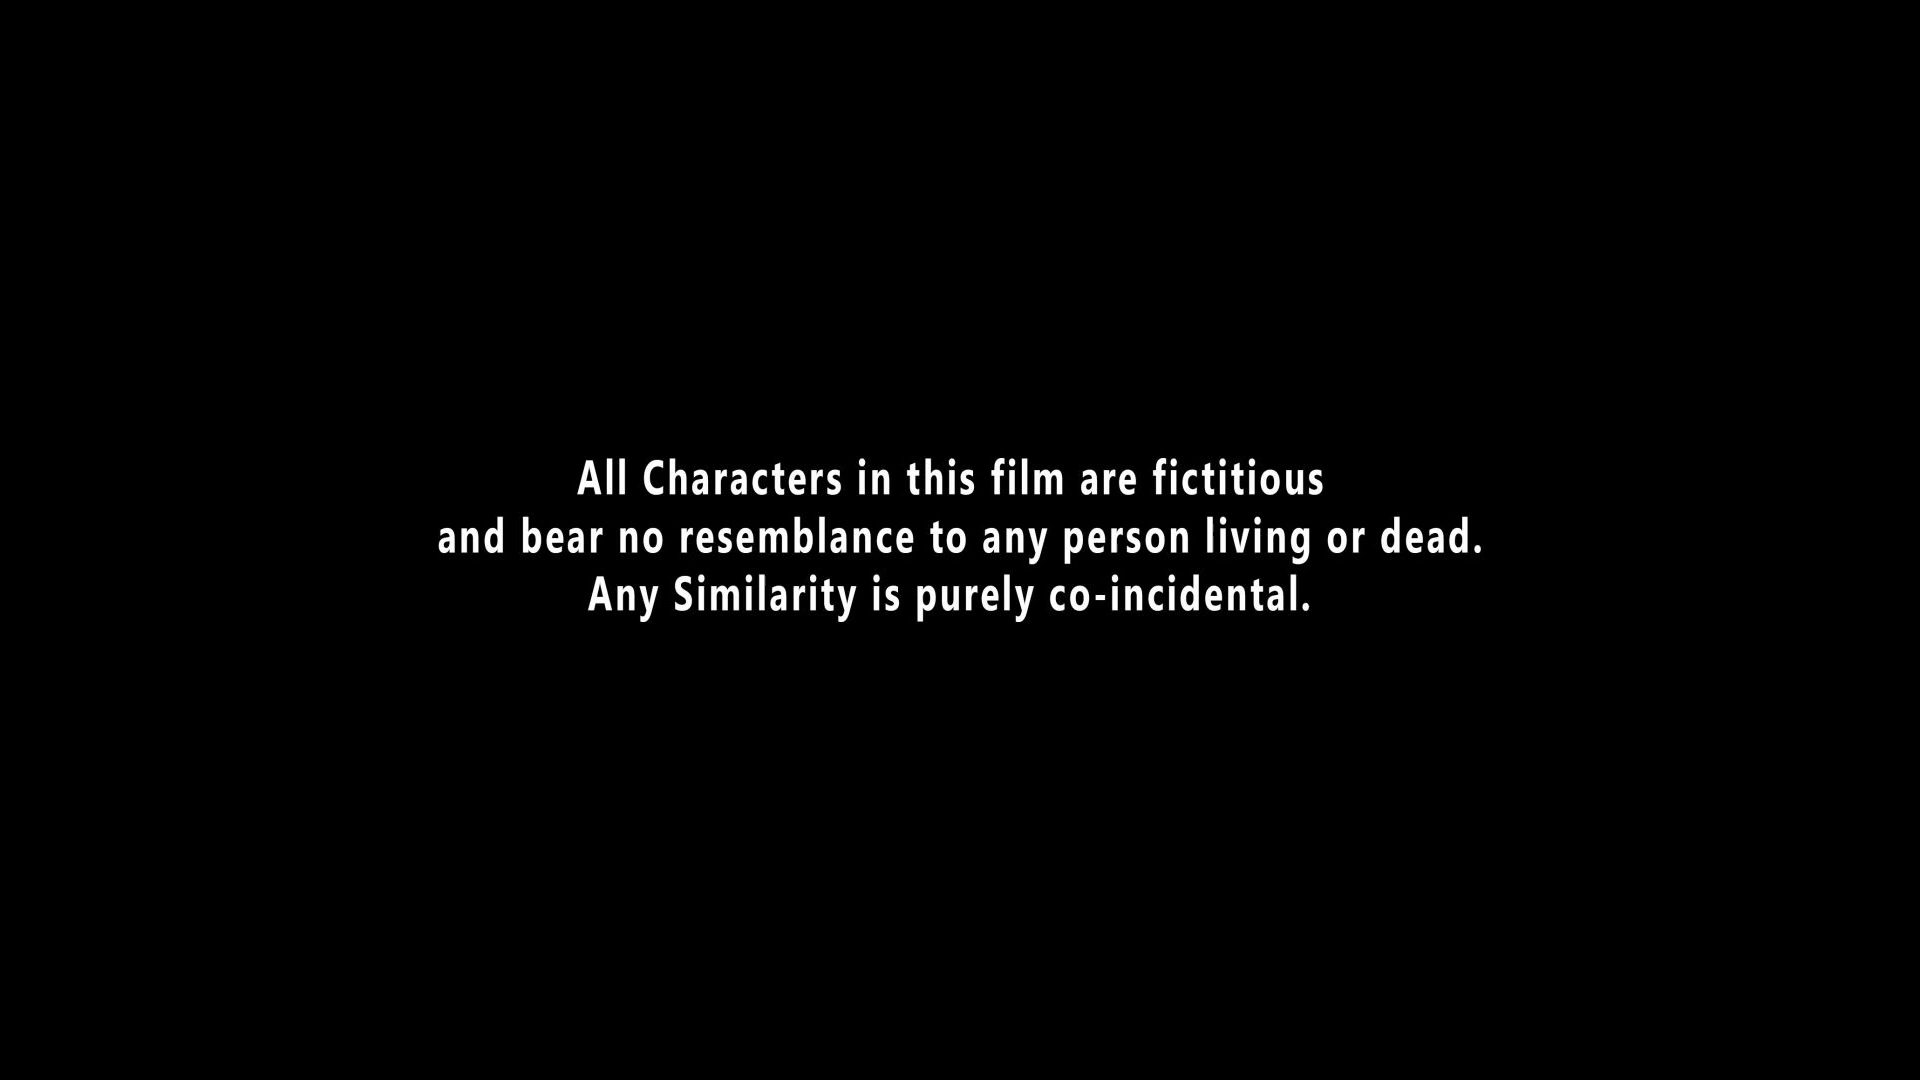 All Characters in this film are fictitious
and bear no resemblance to any person living or dead.
Any Similarity is purely co-incidental.